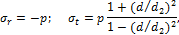 σᵣ = −p;  σₜ = p (1 + (d/d₂)²)/(1 − (d/d₂)²),